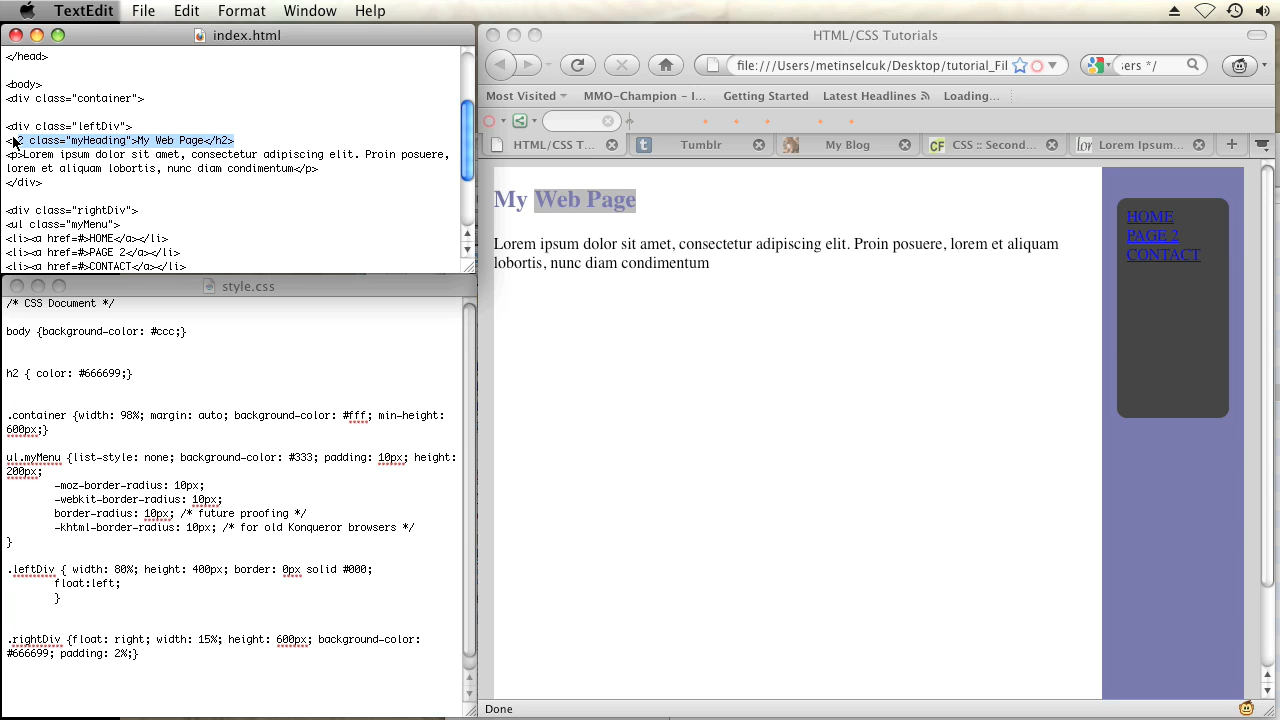 TextEdit File Edit Format Window Help
index.html
</head>
<body>
<div class="container">
<div class="leftDiv">
2 class="myHeading">My Web Page</h2>
<p>Lorem ipsum dolor sit amet, consectetur adipiscing elit. Proin posuere,
lorem et aliquam lobortis, nunc diam condimentum</p>
</div>
<div class="rightDiv">
<ul class="myMenu">
<li><a href=#>HOME</a></li>
<li><a href=#>PAGE 2</a></li>
<li><a href=#>CONTACT</a></li>
style.css
/* CSS Document */
body {background-color: #ccc;}
h2 { color: #666699;}
.container {width: 98%; margin: auto; background-color: #fff; min-height:
600px;}
ul.myMenu {list-style: none; background-color: #333; padding: 10px; height:
200px;
-moz-border-radius: 10px;
-webkit-border-radius: 10px;
border-radius: 10px; /* future proofing */
-khtml-border-radius: 10px; /* for old Konqueror browsers */
}
.leftDiv { width: 80%; height: 400px; border: 0px solid #000;
float:left;
}
.rightDiv {float: right; width: 15%; height: 600px; background-color:
#666699; padding: 2%;}
HTML/CSS Tutorials
file:///Users/metinselcuk/Desktop/tutorial_Fil
sers */
Most Visited MMO-Champion - I... Getting Started Latest Headlines Loading...
HTML/CSS T... Tumblr My Blog CSS :: Second... Lorem Ipsum...
My Web Page
Lorem ipsum dolor sit amet, consectetur adipiscing elit. Proin posuere, lorem et aliquam
lobortis, nunc diam condimentum
HOME
PAGE 2
CONTACT
Done